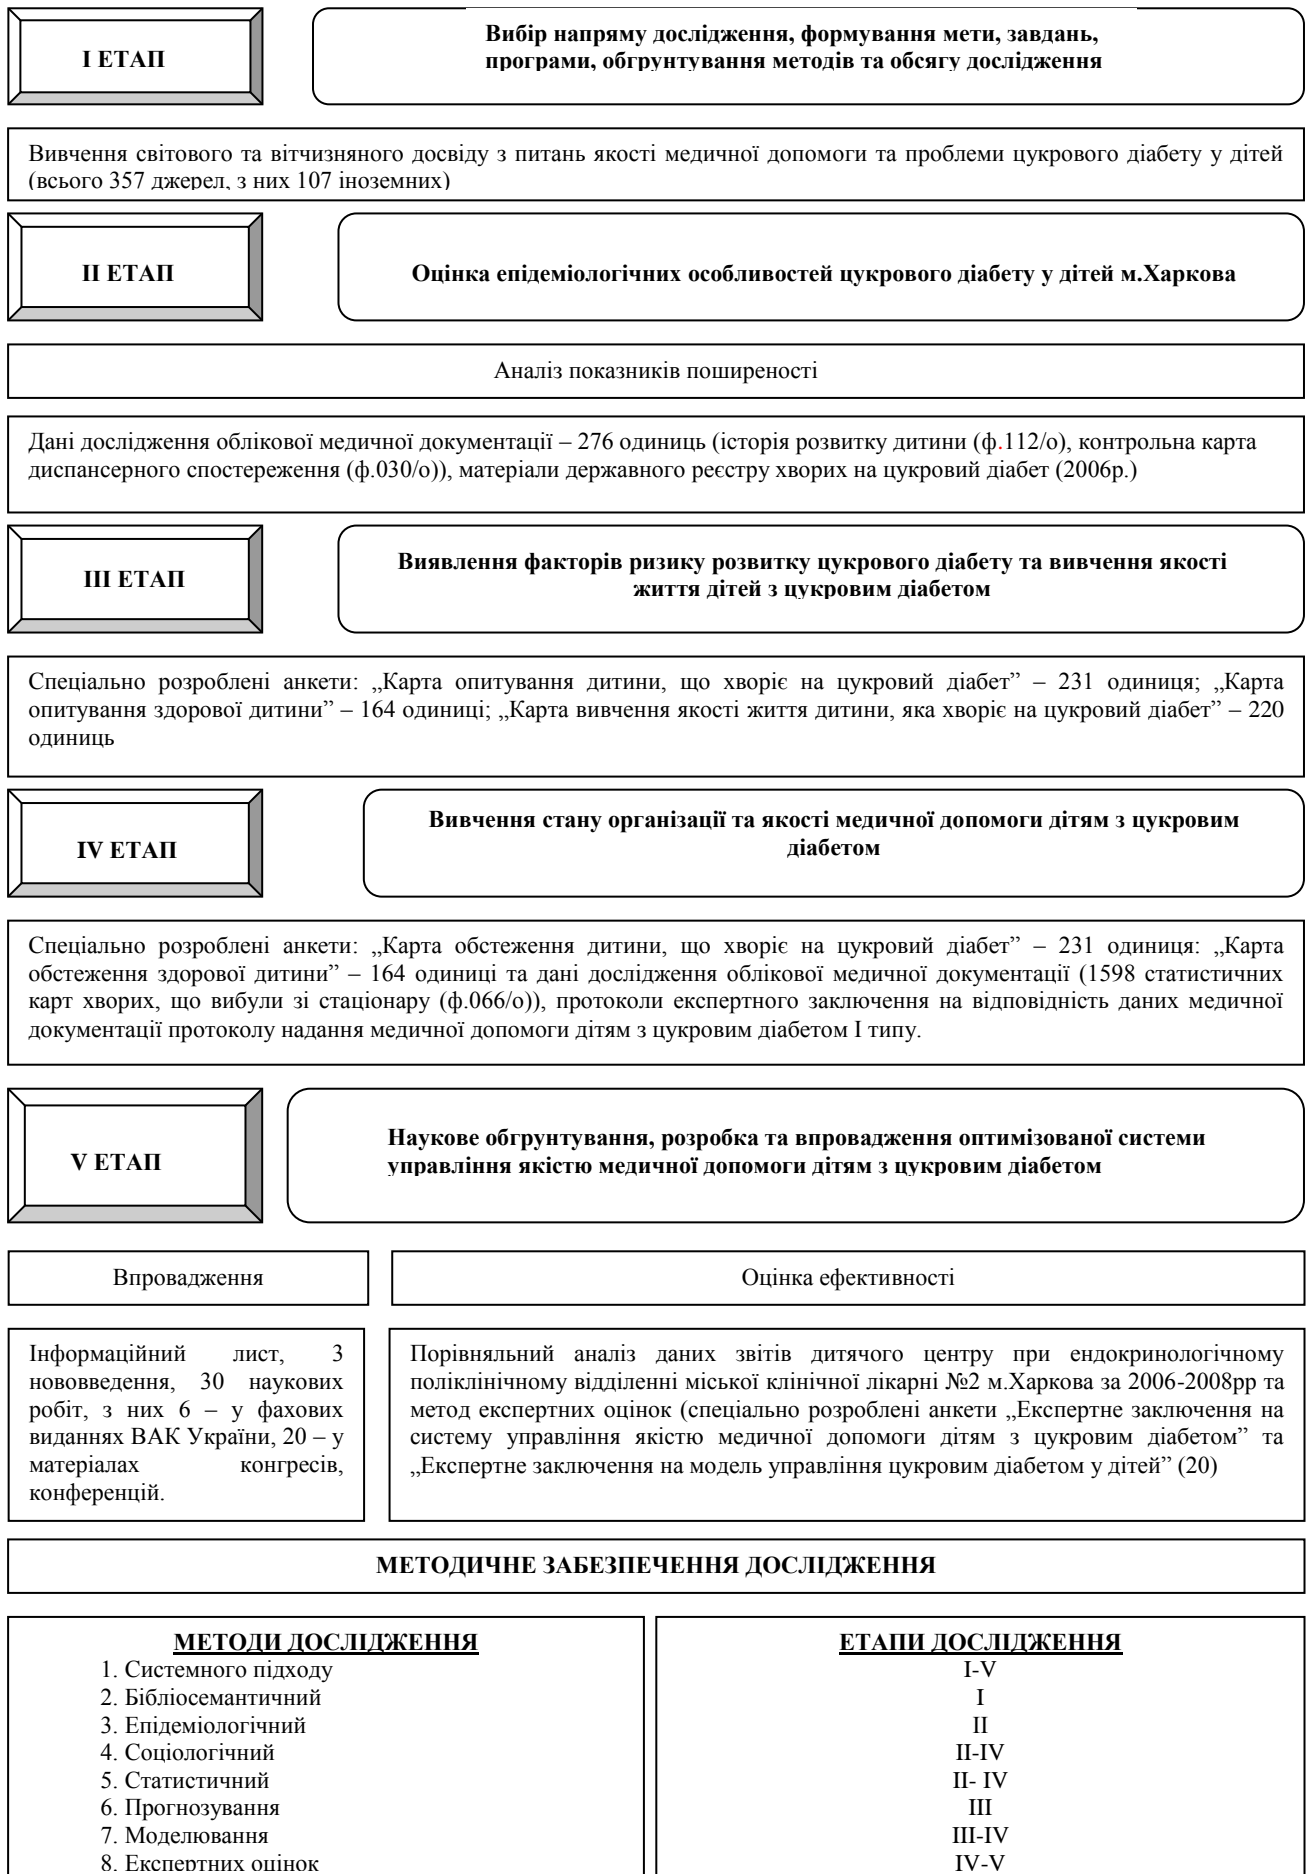 І ЕТАП
Вибір напряму дослідження, формування мети, завдань,
програми, обгрунтування методів та обсягу дослідження
Вивчення світового та вітчизняного досвіду з питань якості медичної допомоги та проблеми цукрового діабету у дітей
(всього 357 джерел, з них 107 іноземних)
ІІ ЕТАП
Оцінка епідеміологічних особливостей цукрового діабету у дітей м.Харкова
Аналіз показників поширеності
Дані дослідження облікової медичної документації – 276 одиниць (історія розвитку дитини (ф.112/о), контрольна карта
диспансерного спостереження (ф.030/о)), матеріали державного реєстру хворих на цукровий діабет (2006р.)
ІІІ ЕТАП
Виявлення факторів ризику розвитку цукрового діабету та вивчення якості
життя дітей з цукровим діабетом
Спеціально розроблені анкети: „Карта опитування дитини, що хворіє на цукровий діабет” – 231 одиниця; „Карта
опитування здорової дитини” – 164 одиниці; „Карта вивчення якості життя дитини, яка хворіє на цукровий діабет” – 220
одиниць
ІV ЕТАП
Вивчення стану організації та якості медичної допомоги дітям з цукровим
діабетом
Спеціально розроблені анкети: „Карта обстеження дитини, що хворіє на цукровий діабет” – 231 одиниця: „Карта
обстеження здорової дитини” – 164 одиниці та дані дослідження облікової медичної документації (1598 статистичних
карт хворих, що вибули зі стаціонару (ф.066/о)), протоколи експертного заключення на відповідність даних медичної
документації протоколу надання медичної допомоги дітям з цукровим діабетом І типу.
V ЕТАП
Наукове обгрунтування, розробка та впровадження оптимізованої системи
управління якістю медичної допомоги дітям з цукровим діабетом
Впровадження
Оцінка ефективності
Інформаційний лист, 3
нововведення, 30 наукових
робіт, з них 6 – у фахових
виданнях ВАК України, 20 – у
матеріалах конгресів,
конференцій.
Порівняльний аналіз даних звітів дитячого центру при ендокринологічному
поліклінічному відділенні міської клінічної лікарні №2 м.Харкова за 2006-2008рр та
метод експертних оцінок (спеціально розроблені анкети „Експертне заключення на
систему управління якістю медичної допомоги дітям з цукровим діабетом” та
„Експертне заключення на модель управління цукровим діабетом у дітей” (20)
МЕТОДИЧНЕ ЗАБЕЗПЕЧЕННЯ ДОСЛІДЖЕННЯ
МЕТОДИ ДОСЛІДЖЕННЯ
1. Системного підходу
2. Бібліосемантичний
3. Епідеміологічний
4. Соціологічний
5. Статистичний
6. Прогнозування
7. Моделювання
8. Експертних оцінок
ЕТАПИ ДОСЛІДЖЕННЯ
І-V
І
ІІ
ІІ-ІV
ІІ- ІV
ІІІ
ІІІ-ІV
ІV-V